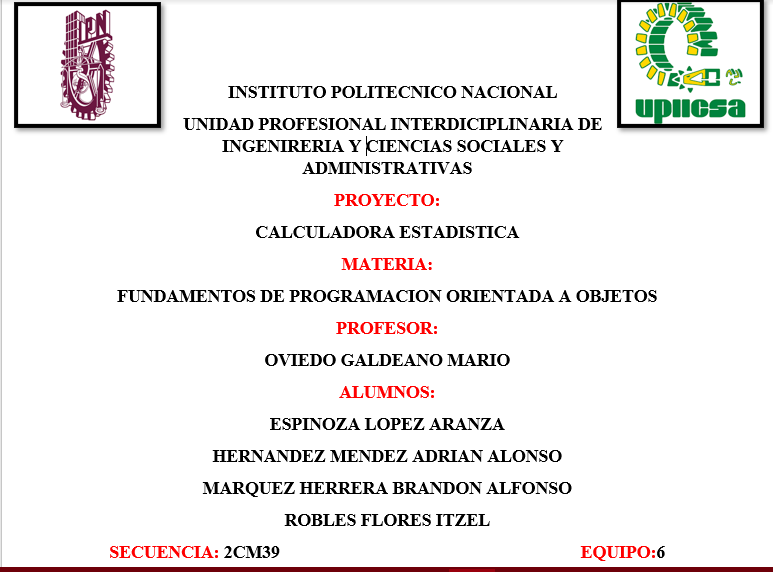 IPN
upiicsa
INSTITUTO POLITECNICO NACIONAL
UNIDAD PROFESIONAL INTERDICIPLINARIA DE
INGENIRERIA Y CIENCIAS SOCIALES Y
ADMINISTRATIVAS
PROYECTO:
CALCULADORA ESTADISTICA
MATERIA:
FUNDAMENTOS DE PROGRAMACION ORIENTADA A OBJETOS
PROFESOR:
OVIEDO GALDEANO MARIO
ALUMNOS:
ESPINOZA LOPEZ ARANZA
HERNANDEZ MENDEZ ADRIAN ALONSO
MARQUEZ HERRERA BRANDON ALFONSO
ROBLES FLORES ITZEL
SECUENCIA: 2CM39 EQUIPO:6